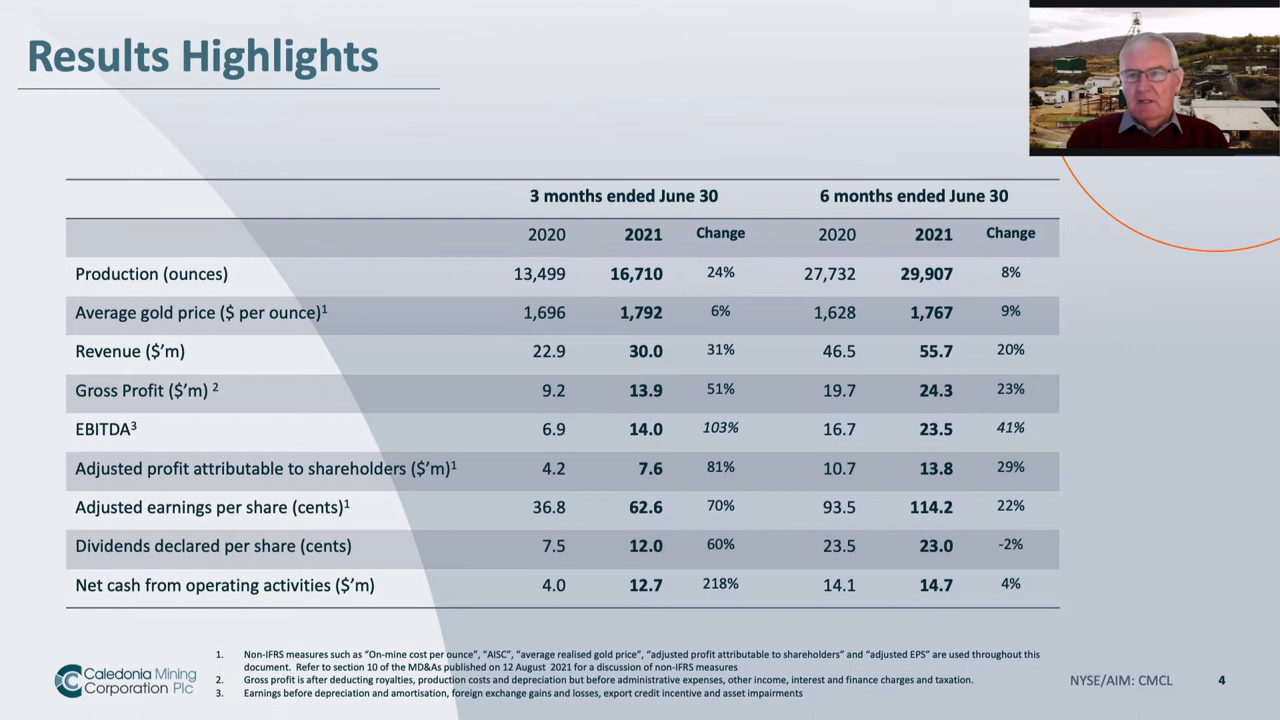 Results Highlights
3 months ended June 30 6 months ended June 30
2020 2021 Change 2020 2021 Change
Production (ounces) 13,499 16,710 24% 27,732 29,907 8%
Average gold price ($ per ounce)¹ 1,696 1,792 6% 1,628 1,767 9%
Revenue ($’m) 22.9 30.0 31% 46.5 55.7 20%
Gross Profit ($’m) ² 9.2 13.9 51% 19.7 24.3 23%
EBITDA³ 6.9 14.0 103% 16.7 23.5 41%
Adjusted profit attributable to shareholders ($’m)¹ 4.2 7.6 81% 10.7 13.8 29%
Adjusted earnings per share (cents)¹ 36.8 62.6 70% 93.5 114.2 22%
Dividends declared per share (cents) 7.5 12.0 60% 23.5 23.0 -2%
Net cash from operating activities ($’m) 4.0 12.7 218% 14.1 14.7 4%
1. Non-IFRS measures such as “On-mine cost per ounce”, “AISC”, “average realised gold price”, “adjusted profit attributable to shareholders” and “adjusted EPS” are used throughout this
document. Refer to section 10 of the MD&As published on 12 August 2021 for a discussion of non-IFRS measures
2. Gross profit is after deducting royalties, production costs and depreciation but before administrative expenses, other income, interest and finance charges and taxation.
3. Earnings before depreciation and amortisation, foreign exchange gains and losses, export credit incentive and asset impairments
Caledonia Mining
Corporation Plc
NYSE/AIM: CMCL 4